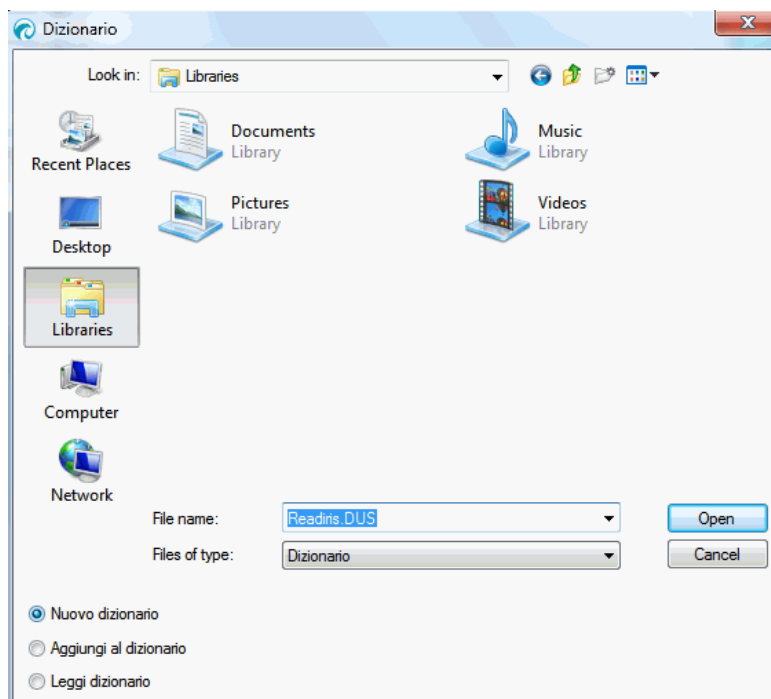 Dizionario
Look in: Libraries
Recent Places
Desktop
Libraries
Computer
Network
Documents
Library
Music
Library
Pictures
Library
Videos
Library
File name: Readiris.DUS Open
Files of type: Dizionario Cancel
Nuovo dizionario
Aggiungi al dizionario
Leggi dizionario